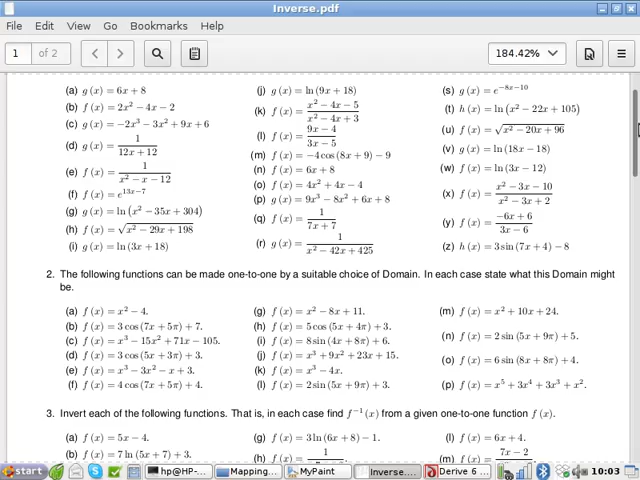 Inverse.pdf
File Edit View Go Bookmarks Help
1 of 2 184.42%
(a) g (x) = 6x + 8
(b) f (x) = 2x² − 4x − 2
(c) g (x) = −2x³ − 3x² + 9x + 6
(d) g (x) = 1/(12x + 12)
(e) f (x) = 1/(x² − x − 12)
(f) f (x) = e^(13x−7)
(g) g (x) = ln (x² − 35x + 304)
(h) f (x) = √(x² − 29x + 198)
(i) g (x) = ln (3x + 18)
(j) g (x) = ln (9x + 18)
(k) f (x) = (x² − 4x − 5)/(x² − 4x + 3)
(l) f (x) = (9x − 4)/(3x − 5)
(m) f (x) = −4 cos (8x + 9) − 9
(n) f (x) = 6x + 8
(o) f (x) = 4x² + 4x − 4
(p) g (x) = 9x³ − 8x² + 6x + 8
(q) f (x) = 1/(7x + 7)
(r) g (x) = 1/(x² − 42x + 425)
(s) g (x) = e^(−8x−10)
(t) h (x) = ln (x² − 22x + 105)
(u) f (x) = √(x² − 20x + 96)
(v) g (x) = ln (18x − 18)
(w) f (x) = ln (3x − 12)
(x) f (x) = (x² − 3x − 10)/(x² − 3x + 2)
(y) f (x) = (−6x + 6)/(3x − 6)
(z) h (x) = 3 sin (7x + 4) − 8
2. The following functions can be made one-to-one by a suitable choice of Domain. In each case state what this Domain might
be.
(a) f (x) = x² − 4.
(b) f (x) = 3 cos (7x + 5π) + 7.
(c) f (x) = x³ − 15x² + 71x − 105.
(d) f (x) = 3 cos (5x + 3π) + 3.
(e) f (x) = x³ − 3x² − x + 3.
(f) f (x) = 4 cos (7x + 5π) + 4.
(g) f (x) = x² − 8x + 11.
(h) f (x) = 5 cos (5x + 4π) + 3.
(i) f (x) = 8 sin (4x + 8π) + 6.
(j) f (x) = x³ + 9x² + 23x + 15.
(k) f (x) = x³ − 4x.
(l) f (x) = 2 sin (5x + 9π) + 3.
(m) f (x) = x² + 10x + 24.
(n) f (x) = 2 sin (5x + 9π) + 5.
(o) f (x) = 6 sin (8x + 8π) + 4.
(p) f (x) = x⁵ + 3x⁴ + 3x³ + x².
3. Invert each of the following functions. That is, in each case find f⁻¹ (x) from a given one-to-one function f (x).
(a) f (x) = 5x − 4.
(b) f (x) = 7 ln (5x + 7) + 3.
(g) f (x) = 3 ln (6x + 8) − 1.
(h) f (x) = 1
(l) f (x) = 6x + 4.
(m) f (x) = 7x − 2
start hp@HP-... Mapping... MyPaint Inverse.... Derive 6 ... 10:03